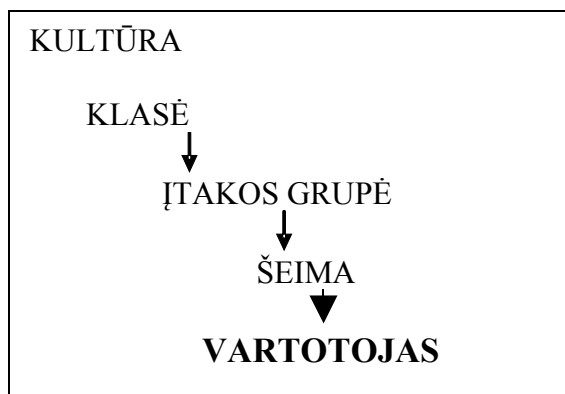 KULTŪRA
KLASĖ
ĮTAKOS GRUPĖ
ŠEIMA
VARTOTOJAS